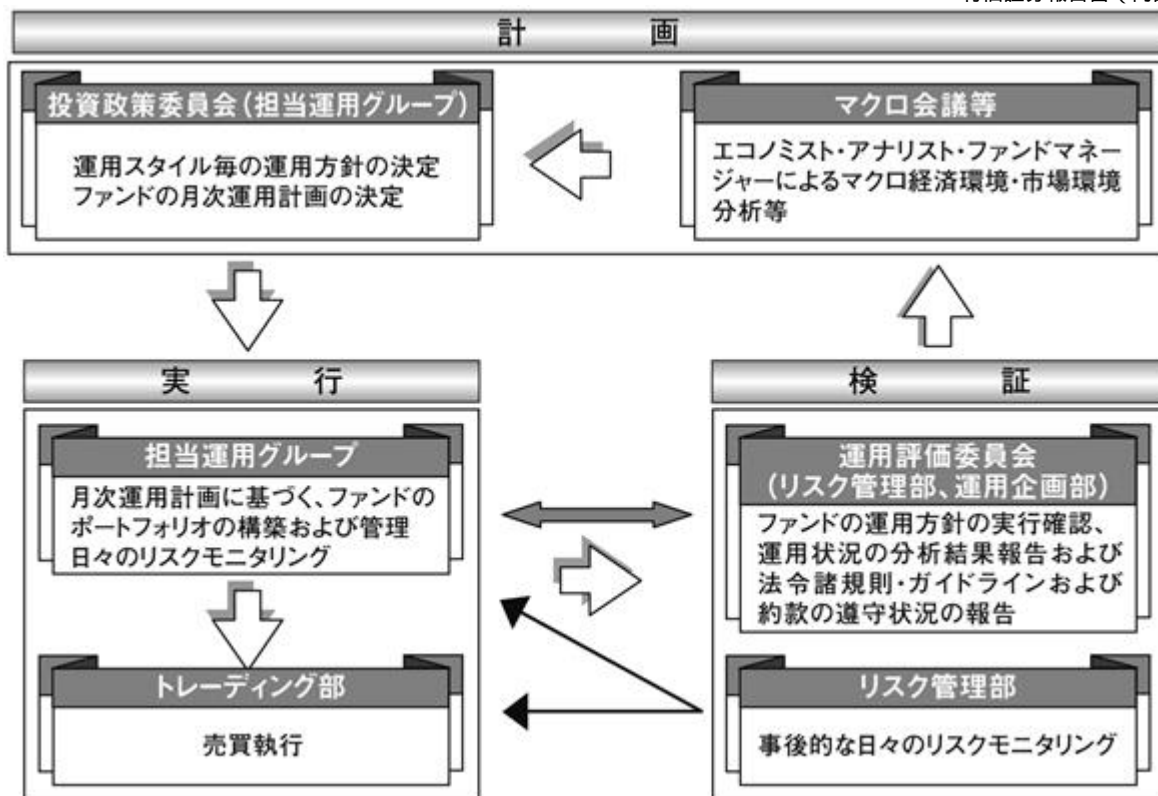 計 画
投資政策委員会（担当運用グループ）
運用スタイル毎の運用方針の決定
ファンドの月次運用計画の決定
マクロ会議等
エコノミスト・アナリスト・ファンドマネー
ジャーによるマクロ経済環境・市場環境
分析等
実 行
担当運用グループ
月次運用計画に基づく、ファンドの
ポートフォリオの構築および管理
日々のリスクモニタリング
トレーディング部
売買執行
検 証
運用評価委員会
（リスク管理部、運用企画部）
ファンドの運用方針の実行確認、
運用状況の分析結果報告および
法令諸規則・ガイドラインおよび
約款の遵守状況の報告
リスク管理部
事後的な日々のリスクモニタリング